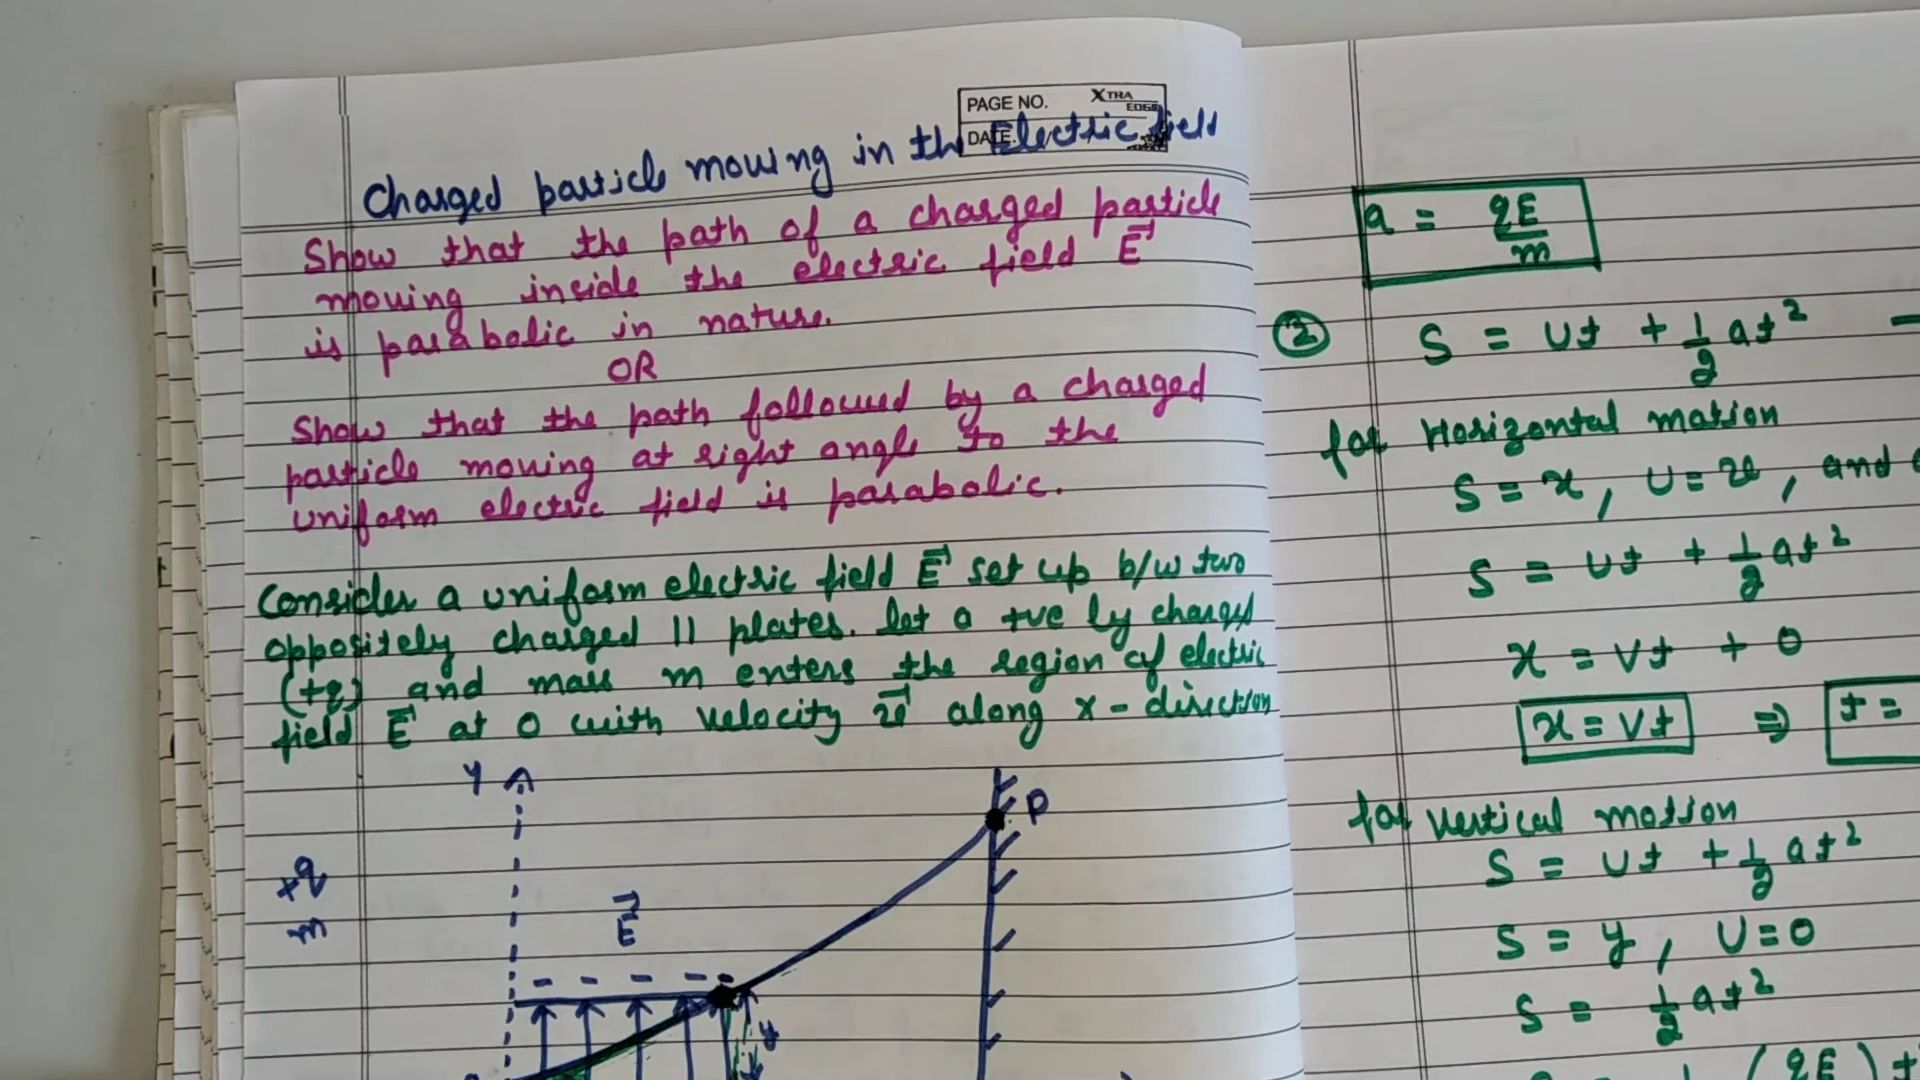 PAGE NO.
XTRA
EDGE
DATE
Charged particle moving in the Electric field
Show that the path of a charged particle
moving inside the electric field E⃗
is parabolic in nature.
OR
Show that the path followed by a charged
particle moving at right angle to the
uniform electric field is parabolic.
Consider a uniform electric field E⃗ set up b/w two
oppositely charged || plates. let a +ve ly charged
(+q) and mass m enters the region of electric
field E⃗ at O with velocity v⃗ along x-direction
y
P
+q
m
E⃗
- - - - -
y
a = qE/m
② S = ut + 1/2 at²
for Horizontal motion
S = x, U = v, and
S = ut + 1/2 at²
x = vt + 0
x = vt ⇒ t =
for vertical motion
S = ut + 1/2 at²
S = y, U = 0
S = 1/2 at²
(qE)